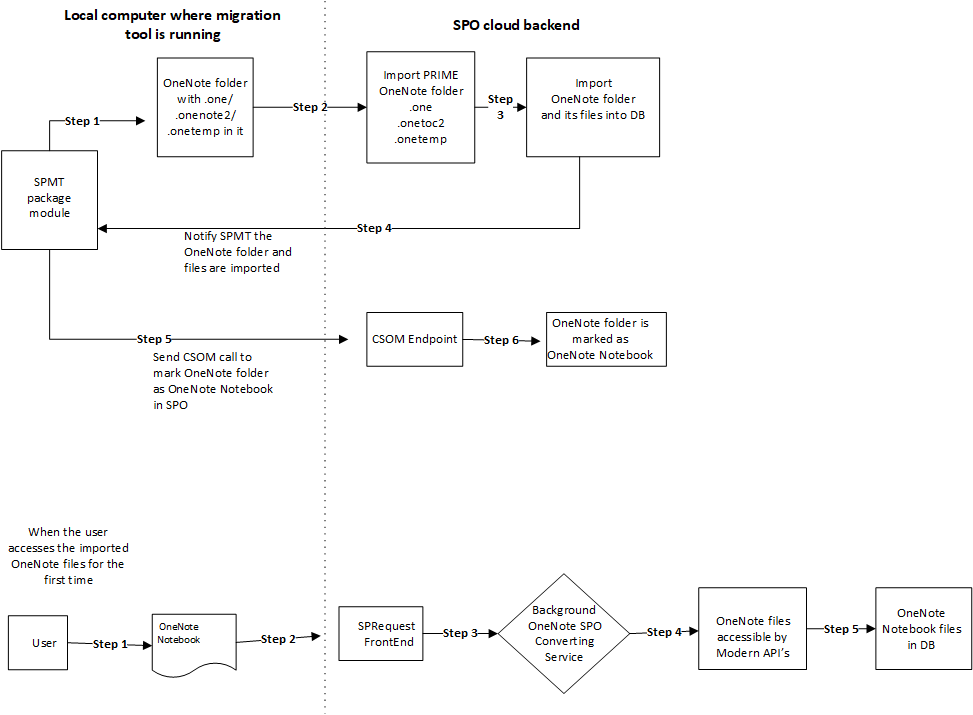 Local computer where migration
tool is running
SPO cloud backend
OneNote folder
with .one/
.onenote2/
.onetemp in it
Import PRIME
OneNote folder
.one
.onetoc2
.onetemp
Import
OneNote folder
and its files into DB
Step 1
Step 2
Step
3
SPMT
package
module
Step 4
Notify SPMT the
OneNote folder and
files are imported
Step 5
Send CSOM call to
mark OneNote folder
as OneNote Notebook
in SPO
CSOM Endpoint
Step 6
OneNote folder is
marked as
OneNote Notebook
When the user
accesses the imported
OneNote files for the
first time
User
Step 1
OneNote
Notebook
Step 2
SPRequest
FrontEnd
Step 3
Background
OneNote SPO
Converting
Service
Step 4
OneNote files
accessible by
Modern API’s
Step 5
OneNote
Notebook files
in DB